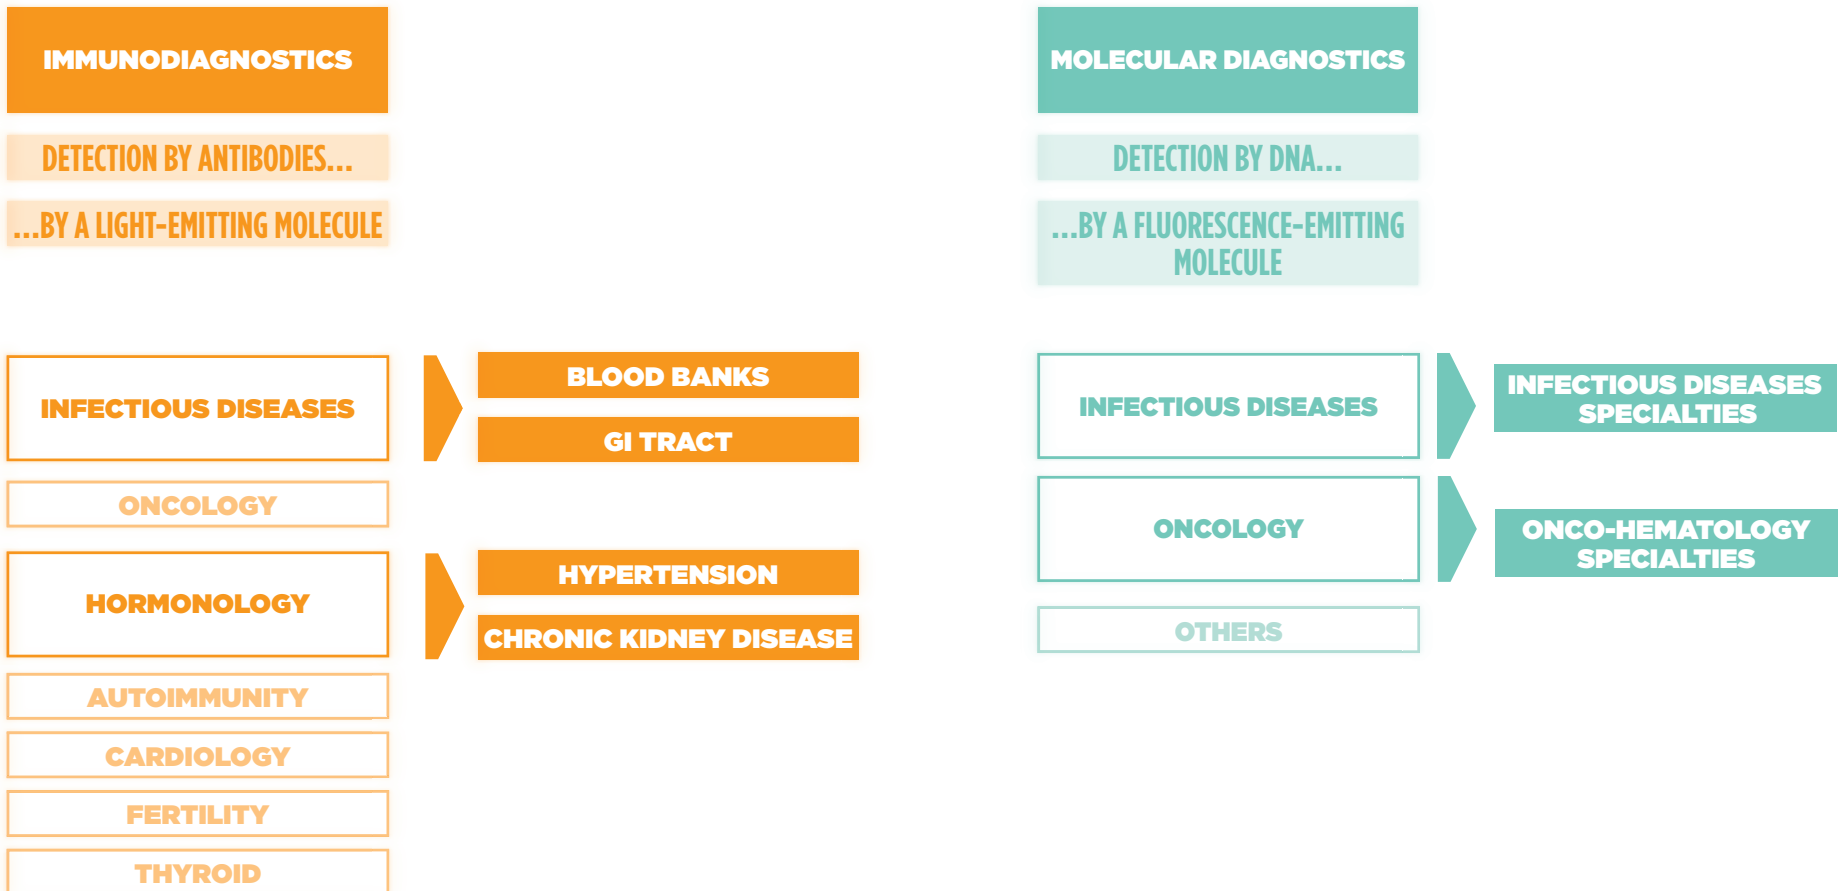 IMMUNODIAGNOSTICS
DETECTION BY ANTIBODIES...
...BY A LIGHT-EMITTING MOLECULE
INFECTIOUS DISEASES
BLOOD BANKS
GI TRACT
ONCOLOGY
HORMONOLOGY
HYPERTENSION
CHRONIC KIDNEY DISEASE
AUTOIMMUNITY
CARDIOLOGY
FERTILITY
THYROID
MOLECULAR DIAGNOSTICS
DETECTION BY DNA...
...BY A FLUORESCENCE-EMITTING
MOLECULE
INFECTIOUS DISEASES
INFECTIOUS DISEASES
SPECIALTIES
ONCOLOGY
ONCO-HEMATOLOGY
SPECIALTIES
OTHERS